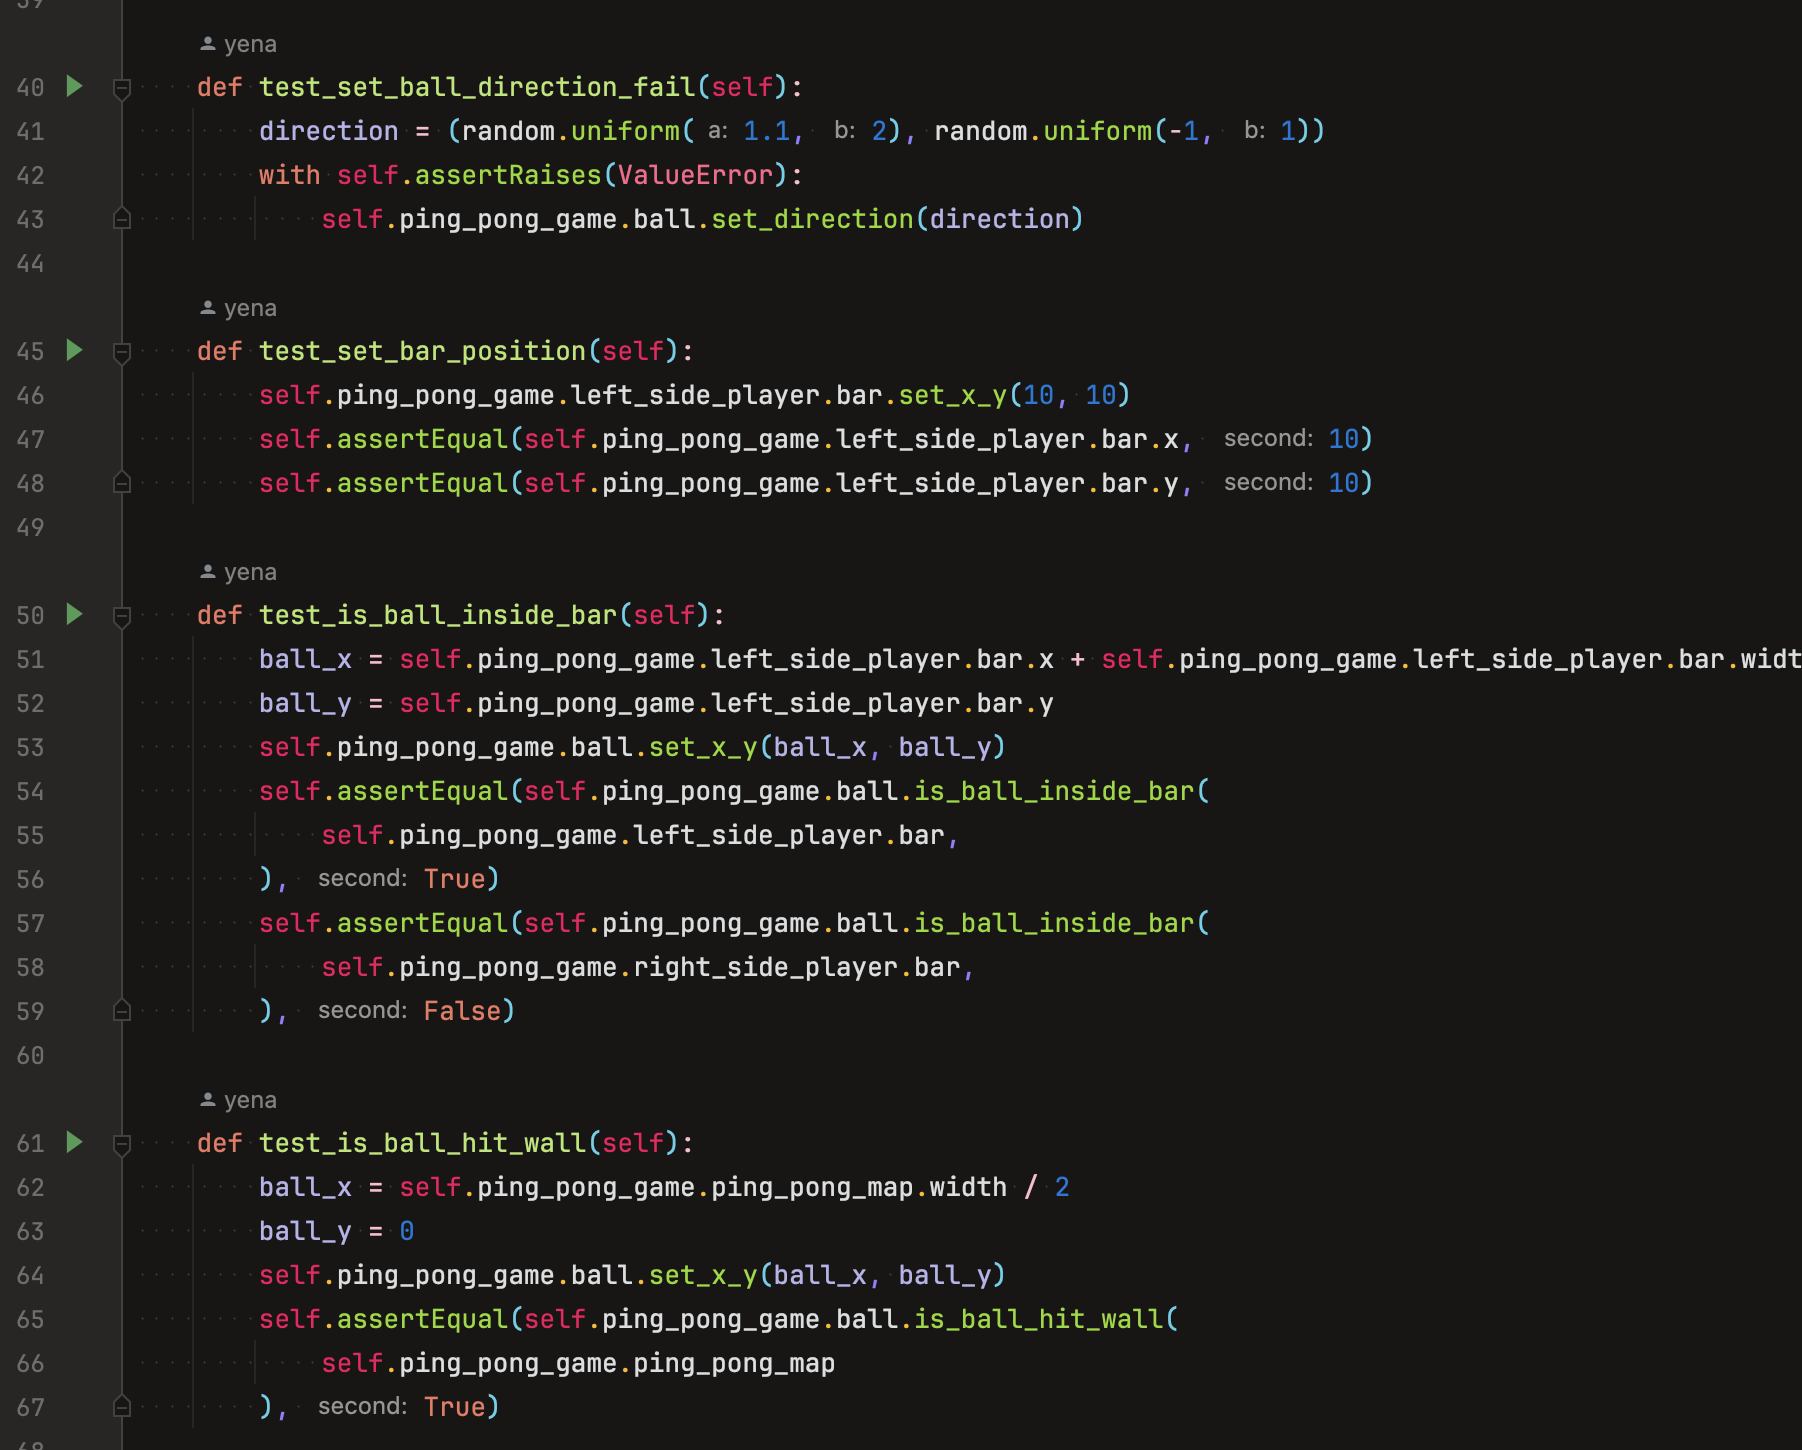 yena
40 def test_set_ball_direction_fail(self):
41 direction = (random.uniform( a: 1.1, b: 2), random.uniform(-1, b: 1))
42 with self.assertRaises(ValueError):
43 self.ping_pong_game.ball.set_direction(direction)
44
yena
45 def test_set_bar_position(self):
46 self.ping_pong_game.left_side_player.bar.set_x_y(10, 10)
47 self.assertEqual(self.ping_pong_game.left_side_player.bar.x, second: 10)
48 self.assertEqual(self.ping_pong_game.left_side_player.bar.y, second: 10)
49
yena
50 def test_is_ball_inside_bar(self):
51 ball_x = self.ping_pong_game.left_side_player.bar.x + self.ping_pong_game.left_side_player.bar.widt
52 ball_y = self.ping_pong_game.left_side_player.bar.y
53 self.ping_pong_game.ball.set_x_y(ball_x, ball_y)
54 self.assertEqual(self.ping_pong_game.ball.is_ball_inside_bar(
55 self.ping_pong_game.left_side_player.bar,
56 ), second: True)
57 self.assertEqual(self.ping_pong_game.ball.is_ball_inside_bar(
58 self.ping_pong_game.right_side_player.bar,
59 ), second: False)
60
yena
61 def test_is_ball_hit_wall(self):
62 ball_x = self.ping_pong_game.ping_pong_map.width / 2
63 ball_y = 0
64 self.ping_pong_game.ball.set_x_y(ball_x, ball_y)
65 self.assertEqual(self.ping_pong_game.ball.is_ball_hit_wall(
66 self.ping_pong_game.ping_pong_map
67 ), second: True)